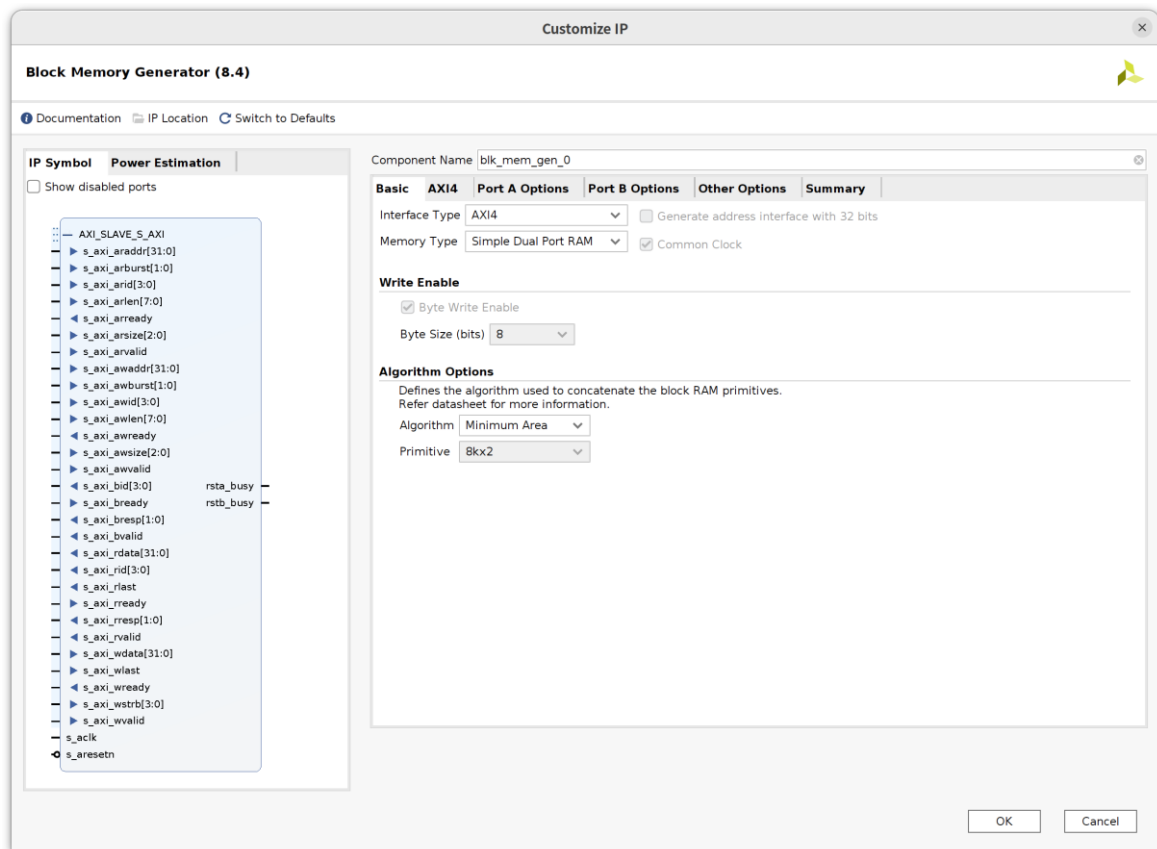 Customize IP
Block Memory Generator (8.4)
Documentation IP Location Switch to Defaults
IP Symbol Power Estimation
Show disabled ports
AXI_SLAVE_S_AXI
s_axi_araddr[31:0]
s_axi_arburst[1:0]
s_axi_arid[3:0]
s_axi_arlen[7:0]
s_axi_arready
s_axi_arsize[2:0]
s_axi_arvalid
s_axi_awaddr[31:0]
s_axi_awburst[1:0]
s_axi_awid[3:0]
s_axi_awlen[7:0]
s_axi_awready
s_axi_awsize[2:0]
s_axi_awvalid
s_axi_bid[3:0] rsta_busy
s_axi_bready rstb_busy
s_axi_bresp[1:0]
s_axi_bvalid
s_axi_rdata[31:0]
s_axi_rid[3:0]
s_axi_rlast
s_axi_rready
s_axi_rresp[1:0]
s_axi_rvalid
s_axi_wdata[31:0]
s_axi_wlast
s_axi_wready
s_axi_wstrb[3:0]
s_axi_wvalid
s_aclk
s_aresetn
Component Name blk_mem_gen_0
Basic AXI4 Port A Options Port B Options Other Options Summary
Interface Type AXI4 Generate address interface with 32 bits
Memory Type Simple Dual Port RAM Common Clock
Write Enable
Byte Write Enable
Byte Size (bits) 8
Algorithm Options
Defines the algorithm used to concatenate the block RAM primitives.
Refer datasheet for more information.
Algorithm Minimum Area
Primitive 8kx2
OK Cancel